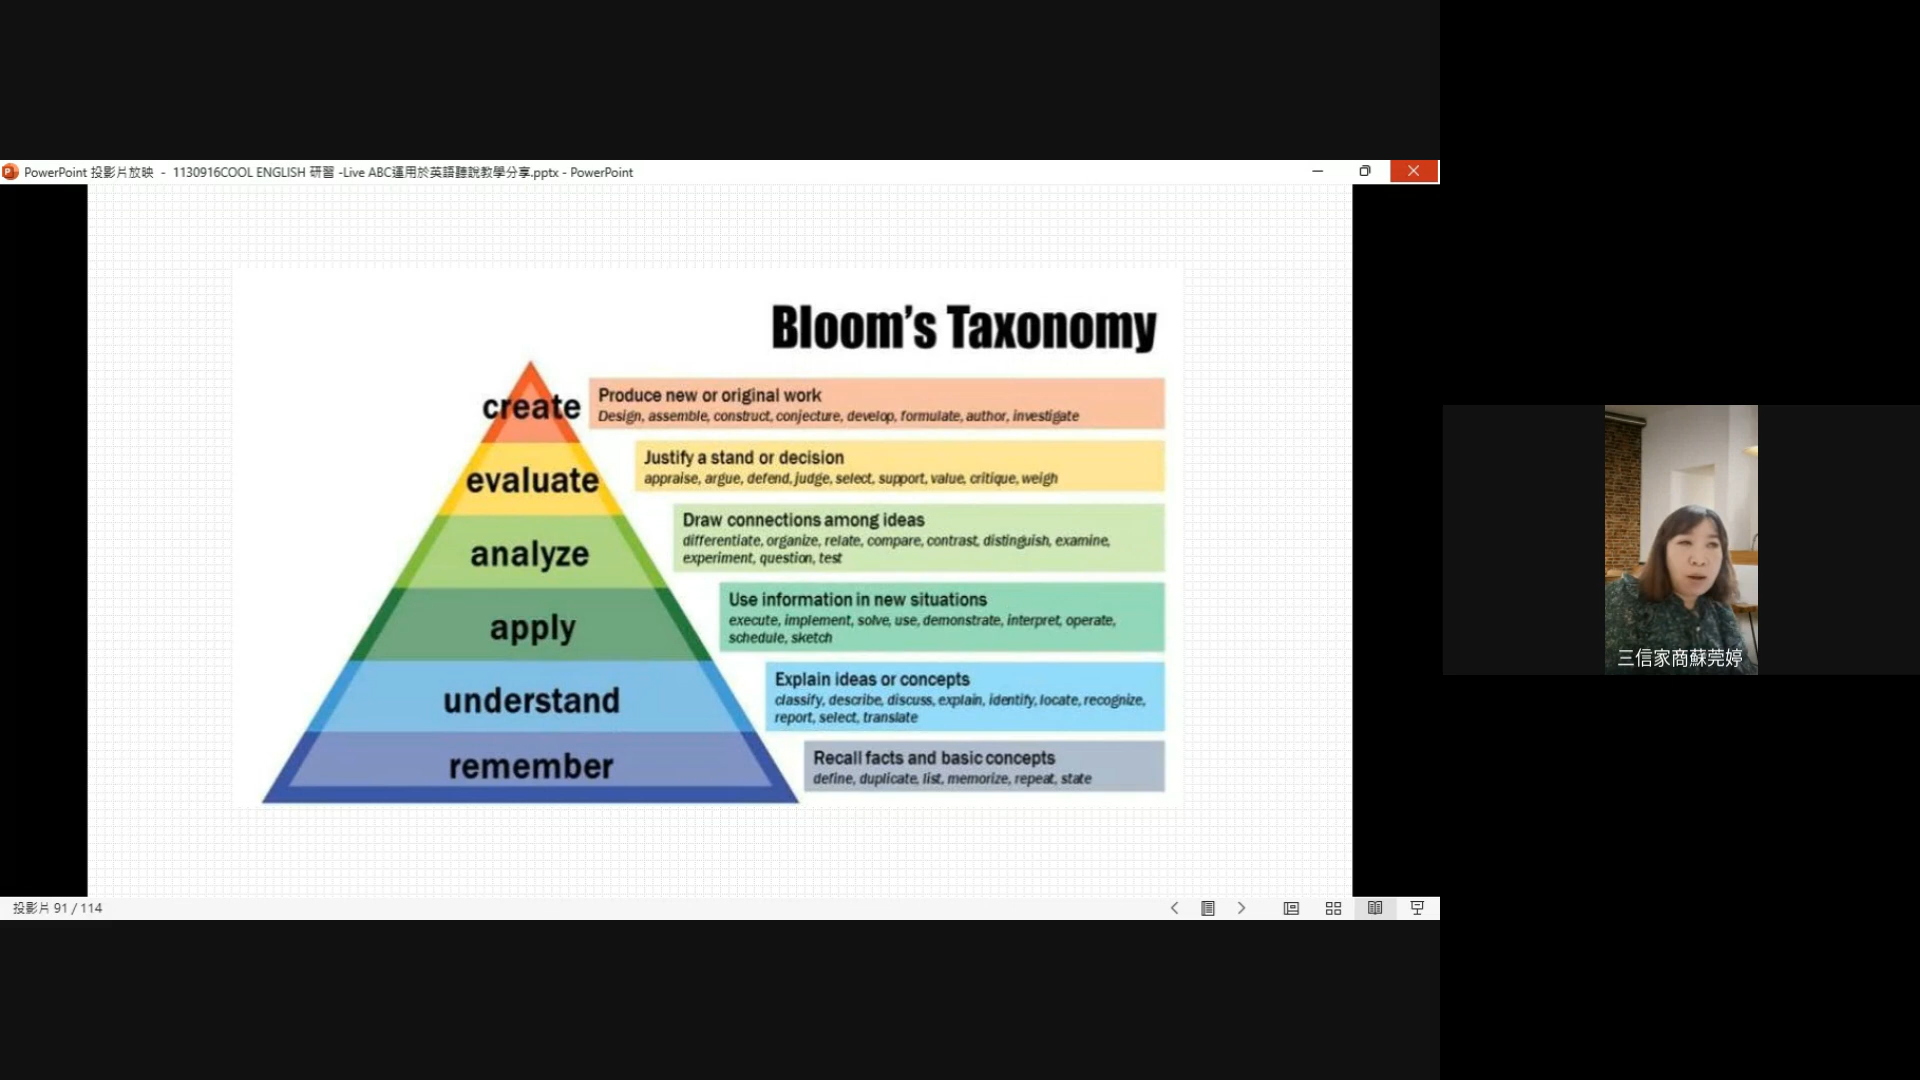 PowerPoint 投影片放映 - 1130916COOL ENGLISH 研習 -Live ABC運用於英語聽說教學分享.pptx - PowerPoint
Bloom's Taxonomy
create
Produce new or original work
Design, assemble, construct, conjecture, develop, formulate, author, investigate
evaluate
Justify a stand or decision
appraise, argue, defend, judge, select, support, value, critique, weigh
analyze
Draw connections among ideas
differentiate, organize, relate, compare, contrast, distinguish, examine,
experiment, question, test
apply
Use information in new situations
execute, implement, solve, use, demonstrate, interpret, operate,
schedule, sketch
understand
Explain ideas or concepts
classify, describe, discuss, explain, identify, locate, recognize,
report, select, translate
remember
Recall facts and basic concepts
define, duplicate, list, memorize, repeat, state
三信家商蘇莞婷
投影片 91 / 114